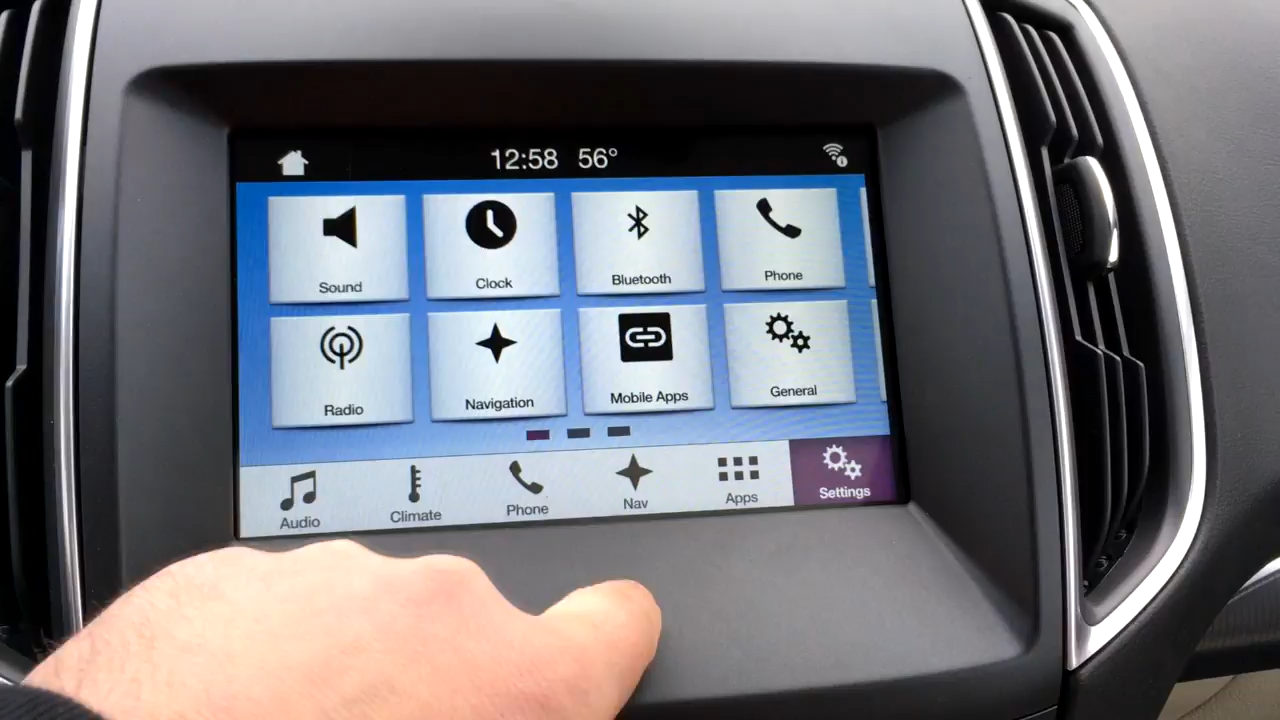 12:58 56°
Sound
Clock
Bluetooth
Phone
Radio
Navigation
Mobile Apps
General
Audio
Climate
Phone
Nav
Apps
Settings